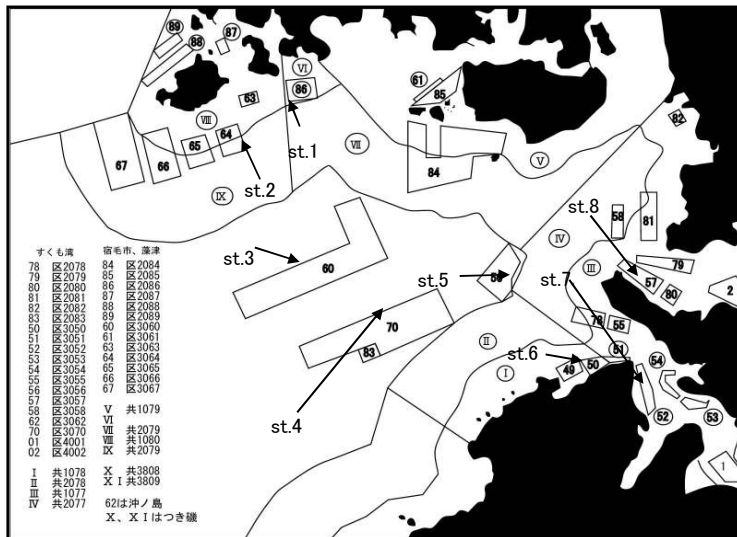 89
88
87
Ⅵ
86
63
61
85
st.1
Ⅷ
64
65
66
67
st.2
Ⅶ
84
Ⅴ
82
Ⅸ
st.3
60
st.8
58
81
Ⅳ
Ⅲ
79
57
80
2
st.5
st.7
70
83
st.4
Ⅱ
Ⅰ
78
55
51
st.6
49
50
54
52
53
1
すくも湾 宿毛市、藻津
78 区2078 84 区2084
79 区2079 85 区2085
80 区2080 86 区2086
81 区2081 87 区2087
82 区2082 88 区2088
83 区2083 89 区2089
50 区3050 60 区3060
51 区3051 61 区3061
52 区3052 63 区3063
53 区3053 64 区3064
54 区3054 65 区3065
55 区3055 66 区3066
56 区3056 67 区3067
57 区3057
58 区3058 Ⅴ 共1079
62 区3062 Ⅵ
70 区3070 Ⅶ 共2079
01 区4001 Ⅷ 共1080
02 区4002 Ⅸ 共2079
Ⅰ 共1078 Ⅹ 共3808
Ⅱ 共2078 ⅩⅠ 共3809
Ⅲ 共1077
Ⅳ 共2077 62は沖ノ島
Ⅹ、ⅩⅠはつき磯